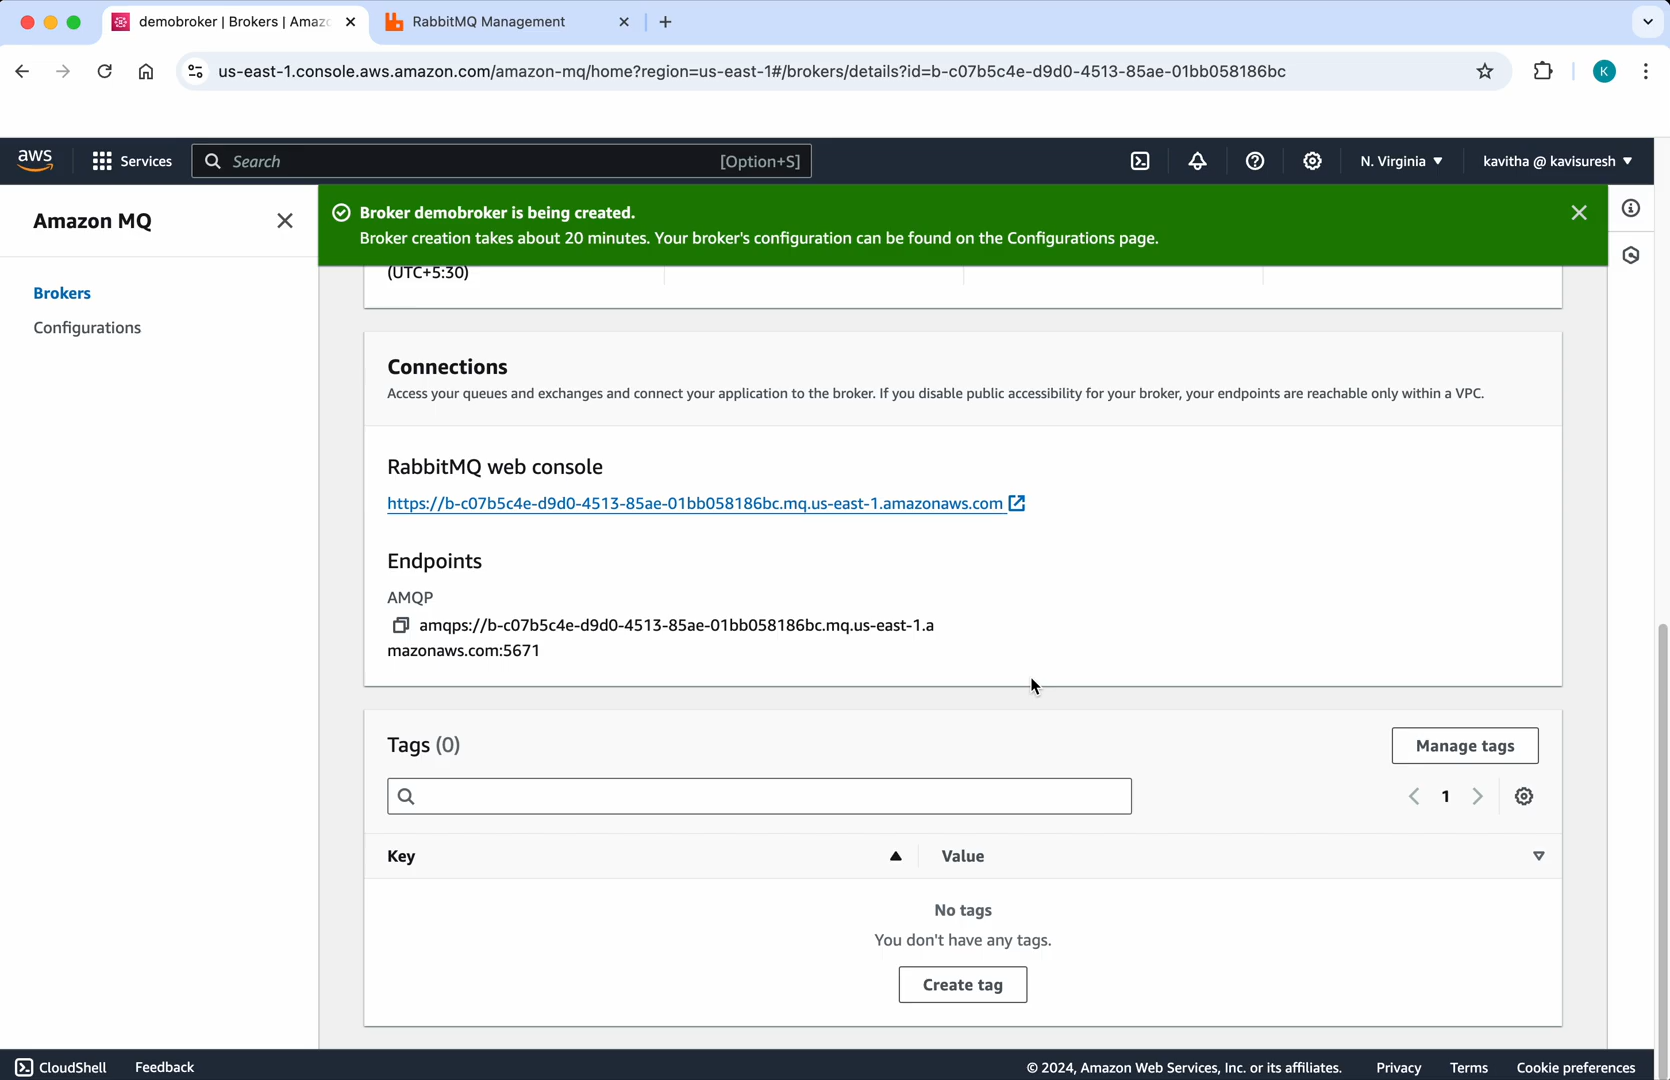 demobroker | Brokers | Amaz
RabbitMQ Management
us-east-1.console.aws.amazon.com/amazon-mq/home?region=us-east-1#/brokers/details?id=b-c07b5c4e-d9d0-4513-85ae-01bb058186bc
K
aws
Services
Search
[Option+S]
N. Virginia
kavitha @ kavisuresh
Amazon MQ
Brokers
Configurations
Broker demobroker is being created.
Broker creation takes about 20 minutes. Your broker's configuration can be found on the Configurations page.
(UTC+5:30)
Connections
Access your queues and exchanges and connect your application to the broker. If you disable public accessibility for your broker, your endpoints are reachable only within a VPC.
RabbitMQ web console
https://b-c07b5c4e-d9d0-4513-85ae-01bb058186bc.mq.us-east-1.amazonaws.com
Endpoints
AMQP
amqps://b-c07b5c4e-d9d0-4513-85ae-01bb058186bc.mq.us-east-1.a
mazonaws.com:5671
Tags (0)
Manage tags
1
Key
Value
No tags
You don't have any tags.
Create tag
CloudShell
Feedback
© 2024, Amazon Web Services, Inc. or its affiliates.
Privacy
Terms
Cookie preferences